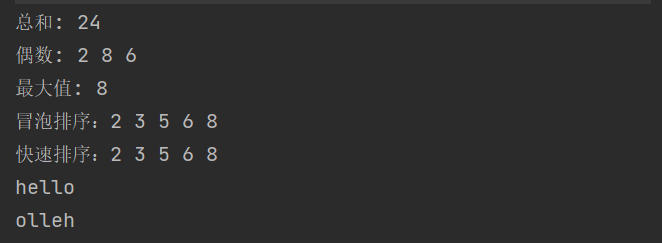 总和: 24
偶数: 2 8 6
最大值: 8
冒泡排序：2 3 5 6 8
快速排序：2 3 5 6 8
hello
olleh